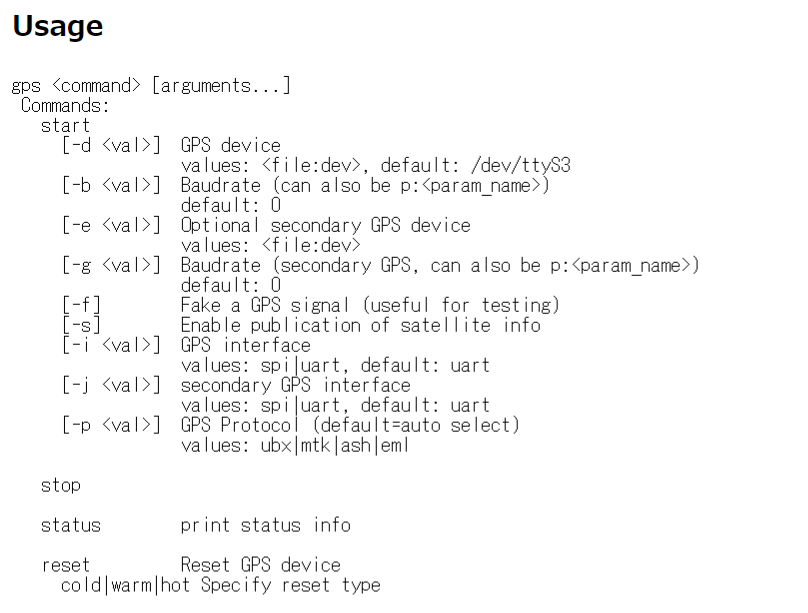 Usage
gps <command> [arguments...]
Commands:
start
[-d <val>] GPS device
values: <file:dev>, default: /dev/ttyS3
[-b <val>] Baudrate (can also be p:<param_name>)
default: 0
[-e <val>] Optional secondary GPS device
values: <file:dev>
[-g <val>] Baudrate (secondary GPS, can also be p:<param_name>)
default: 0
[-f] Fake a GPS signal (useful for testing)
[-s] Enable publication of satellite info
[-i <val>] GPS interface
values: spi|uart, default: uart
[-j <val>] secondary GPS interface
values: spi|uart, default: uart
[-p <val>] GPS Protocol (default=auto select)
values: ubx|mtk|ash|eml
stop
status print status info
reset Reset GPS device
cold|warm|hot Specify reset type